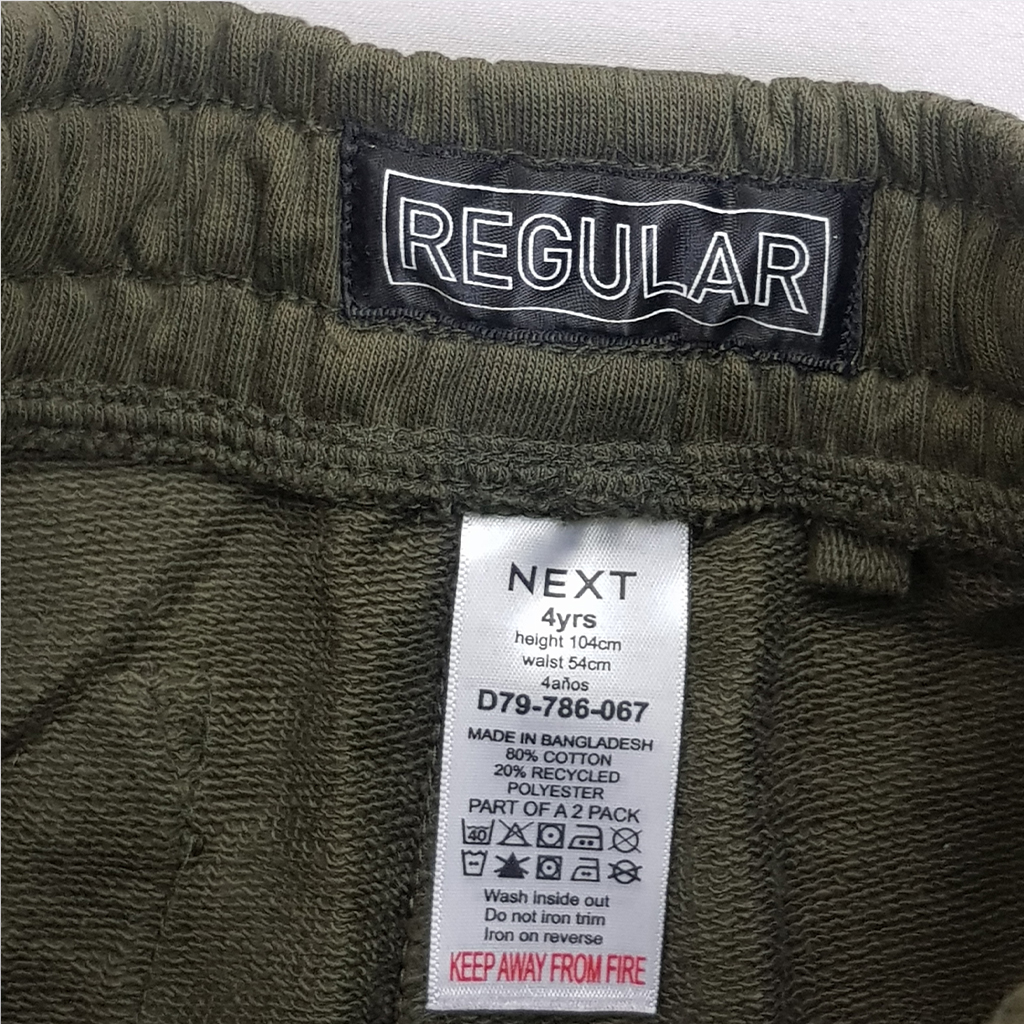 REGULAR
NEXT
4yrs
height 104cm
waist 54cm
4años
D79-786-067
MADE IN BANGLADESH
80% COTTON
20% RECYCLED
POLYESTER
PART OF A 2 PACK
40
Wash inside out
Do not iron trim
Iron on reverse
KEEP AWAY FROM FIRE